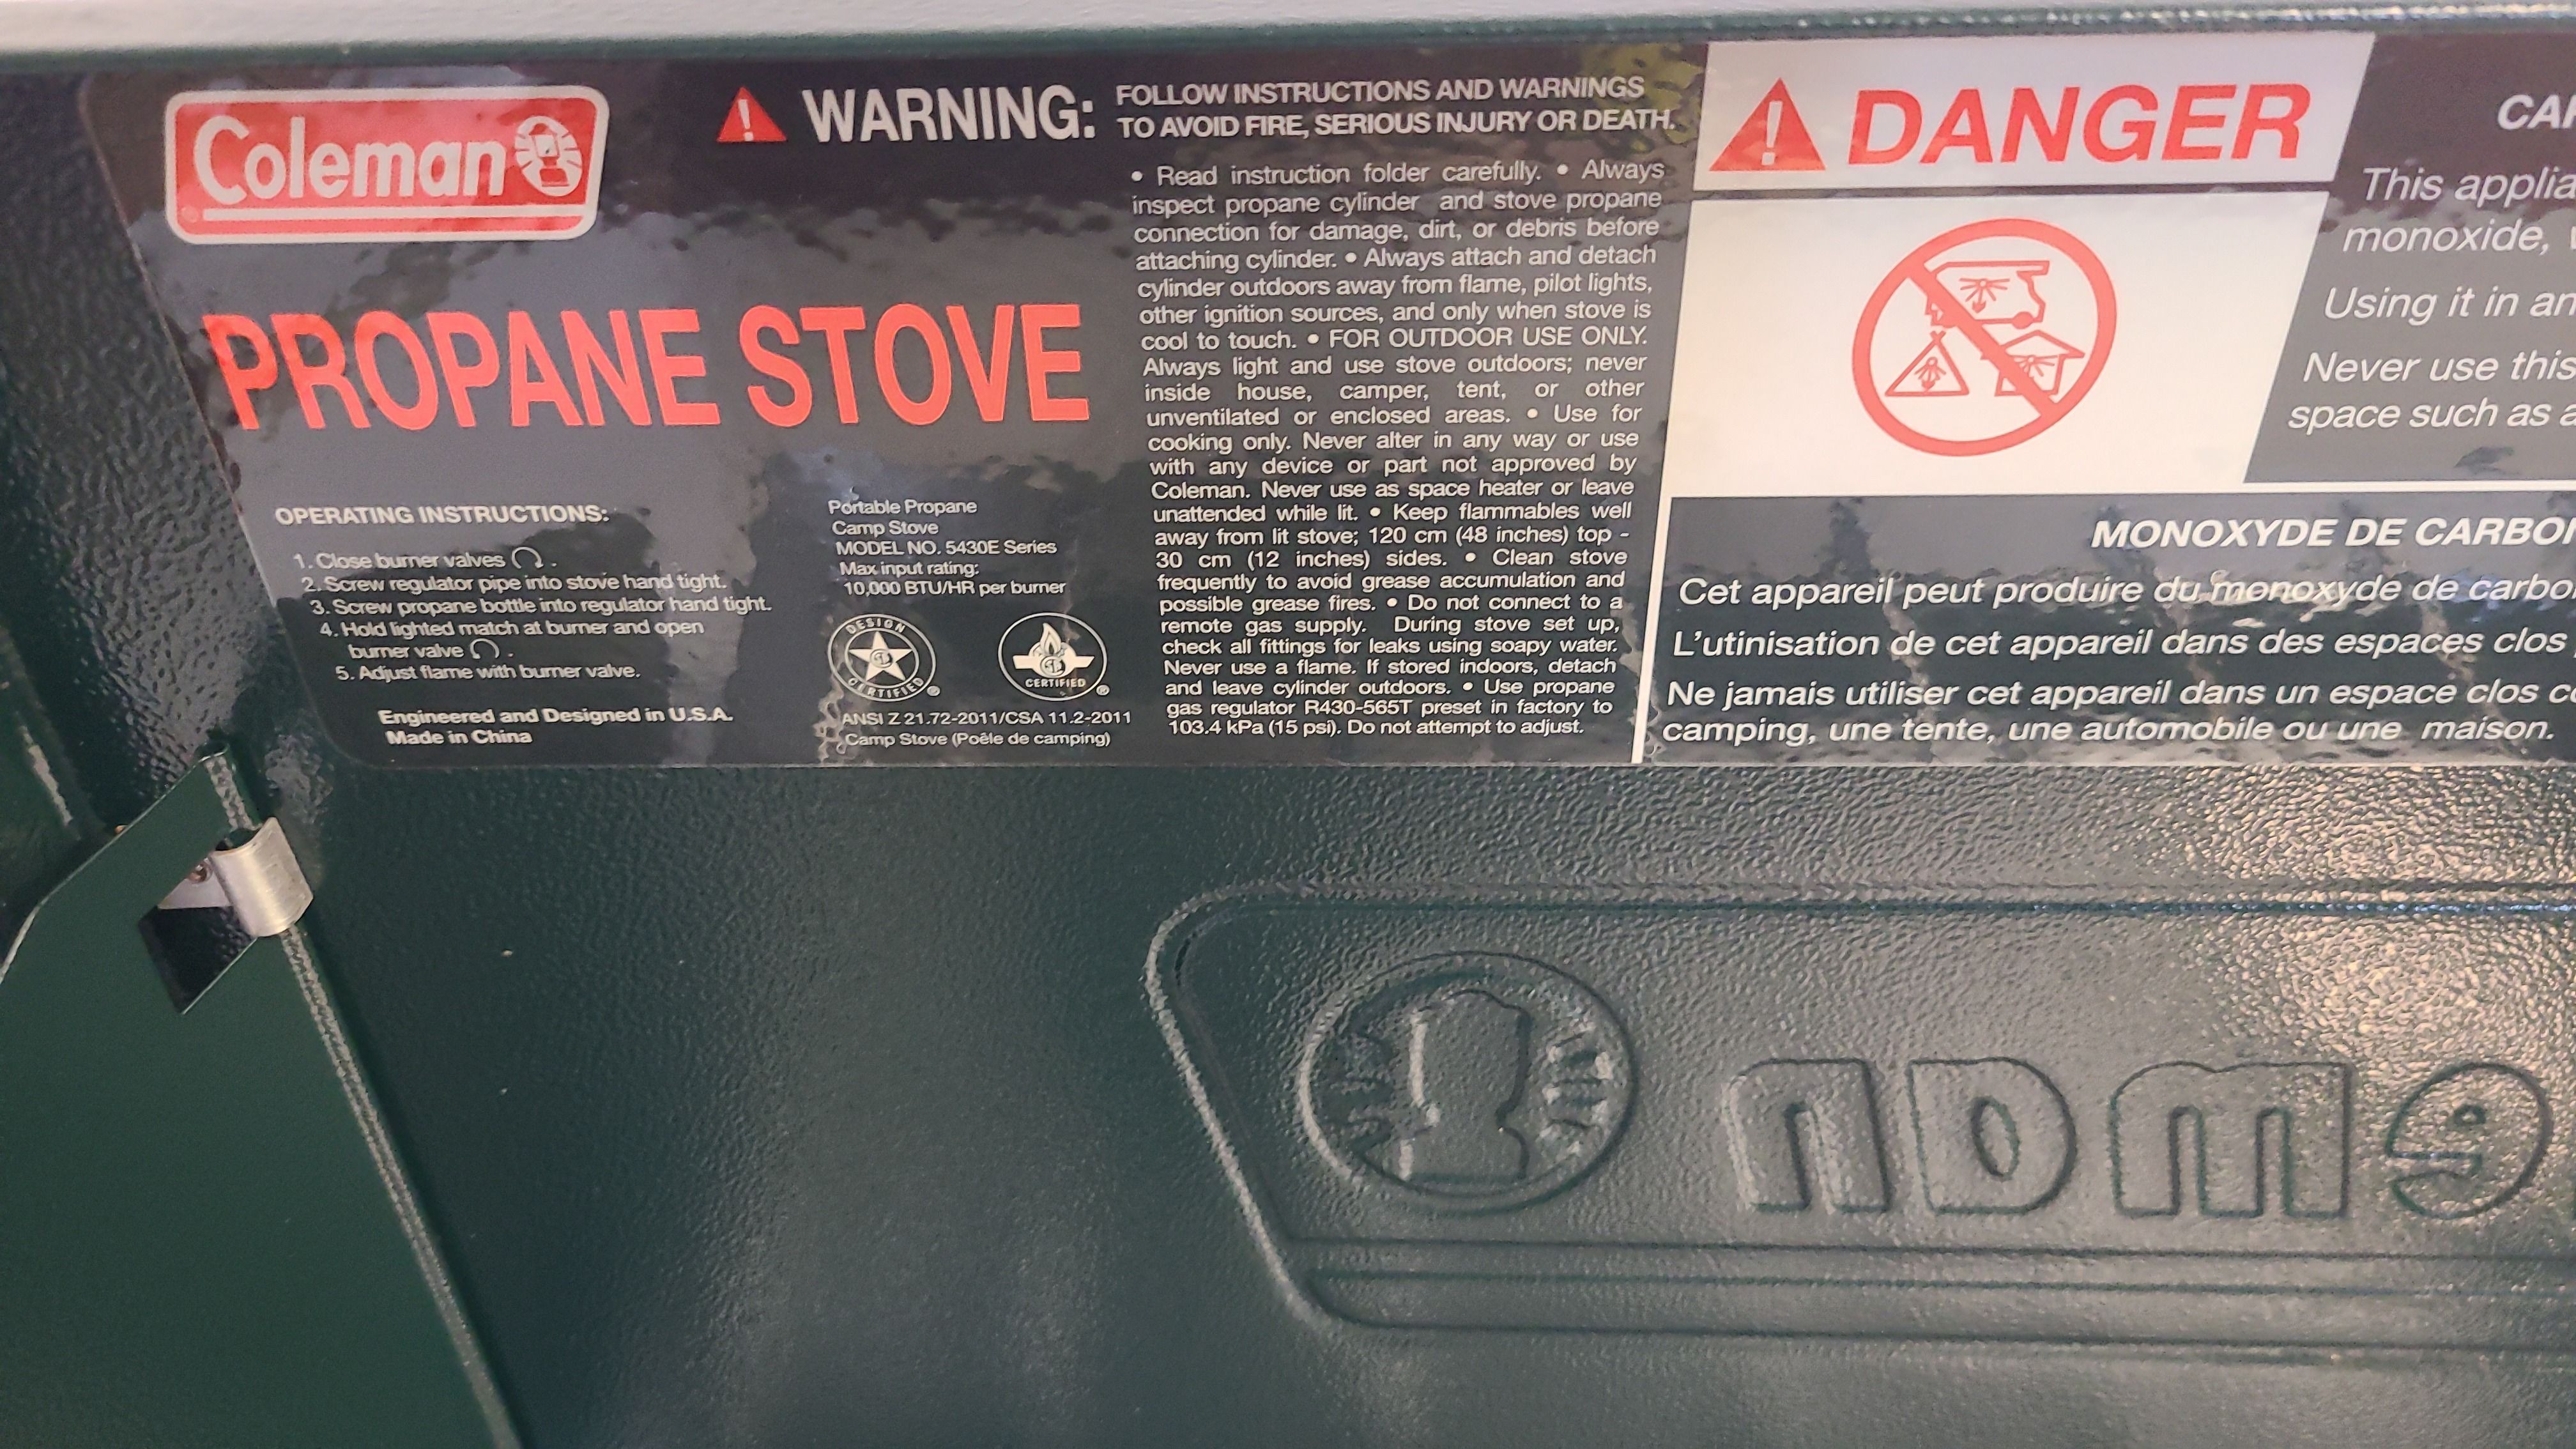 Coleman
PROPANE STOVE
OPERATING INSTRUCTIONS:
1. Close burner valves .
2. Screw regulator pipe into stove hand tight.
3. Screw propane bottle into regulator hand tight.
4. Hold lighted match at burner and open
burner valve .
5. Adjust flame with burner valve.
Engineered and Designed in U.S.A.
Made in China
Portable Propane
Camp Stove
MODEL NO. 5430E Series
Max input rating:
10,000 BTU/HR per burner
DESIGN
CERTIFIED
CERTIFIED
ANSI Z 21.72-2011/CSA 11.2-2011
Camp Stove (Poêle de camping)
WARNING:
FOLLOW INSTRUCTIONS AND WARNINGS
TO AVOID FIRE, SERIOUS INJURY OR DEATH.
• Read instruction folder carefully. • Always
inspect propane cylinder and stove propane
connection for damage, dirt, or debris before
attaching cylinder. • Always attach and detach
cylinder outdoors away from flame, pilot lights,
other ignition sources, and only when stove is
cool to touch. • FOR OUTDOOR USE ONLY.
Always light and use stove outdoors; never
inside house, camper, tent, or other
unventilated or enclosed areas. • Use for
cooking only. Never alter in any way or use
with any device or part not approved by
Coleman. Never use as space heater or leave
unattended while lit. • Keep flammables well
away from lit stove; 120 cm (48 inches) top -
30 cm (12 inches) sides. • Clean stove
frequently to avoid grease accumulation and
possible grease fires. • Do not connect to a
remote gas supply. During stove set up,
check all fittings for leaks using soapy water.
Never use a flame. If stored indoors, detach
and leave cylinder outdoors. • Use propane
gas regulator R430-565T preset in factory to
103.4 kPa (15 psi). Do not attempt to adjust.
DANGER
This applia
monoxide,
Using it in
Never use this
space such as
MONOXYDE DE CARBO
Cet appareil peut produire du monoxyde de carbo
L'utinisation de cet appareil dans des espaces clos
Ne jamais utiliser cet appareil dans un espace clos
camping, une tente, une automobile ou une maison.